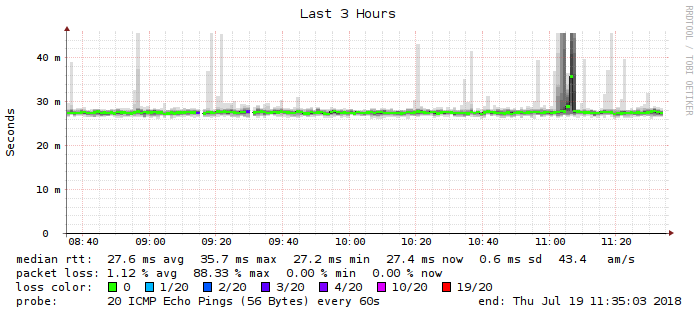 Last 3 Hours
RRDTOOL / TOBI OETIKER
Seconds
40 m
30 m
20 m
10 m
0
08:40 09:00 09:20 09:40 10:00 10:20 10:40 11:00 11:20
median rtt: 27.6 ms avg 35.7 ms max 27.2 ms min 27.4 ms now 0.6 ms sd 43.4 am/s
packet loss: 1.12 % avg 88.33 % max 0.00 % min 0.00 % now
loss color: 0 1/20 2/20 3/20 4/20 10/20 19/20
probe: 20 ICMP Echo Pings (56 Bytes) every 60s end: Thu Jul 19 11:35:03 2018